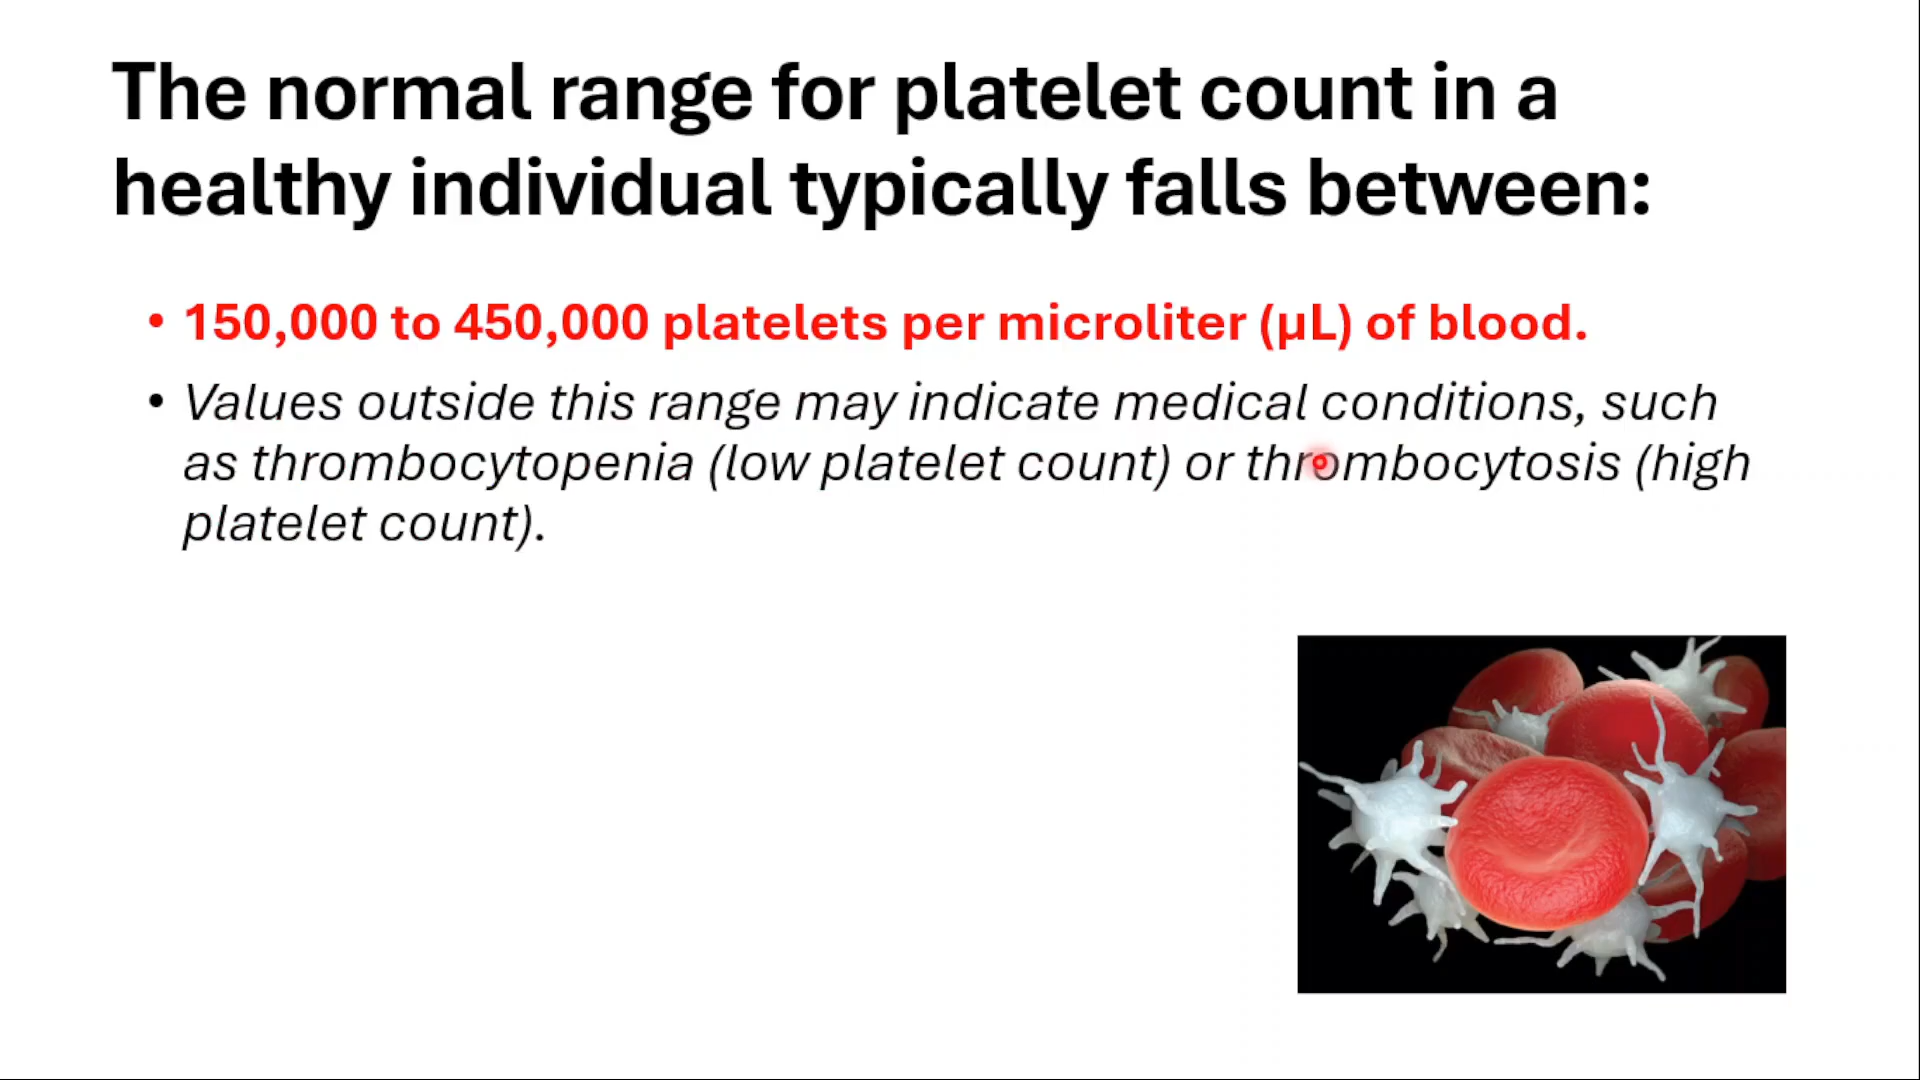 The normal range for platelet count in a
healthy individual typically falls between:
• 150,000 to 450,000 platelets per microliter (µL) of blood.
• Values outside this range may indicate medical conditions, such
as thrombocytopenia (low platelet count) or thrombocytosis (high
platelet count).